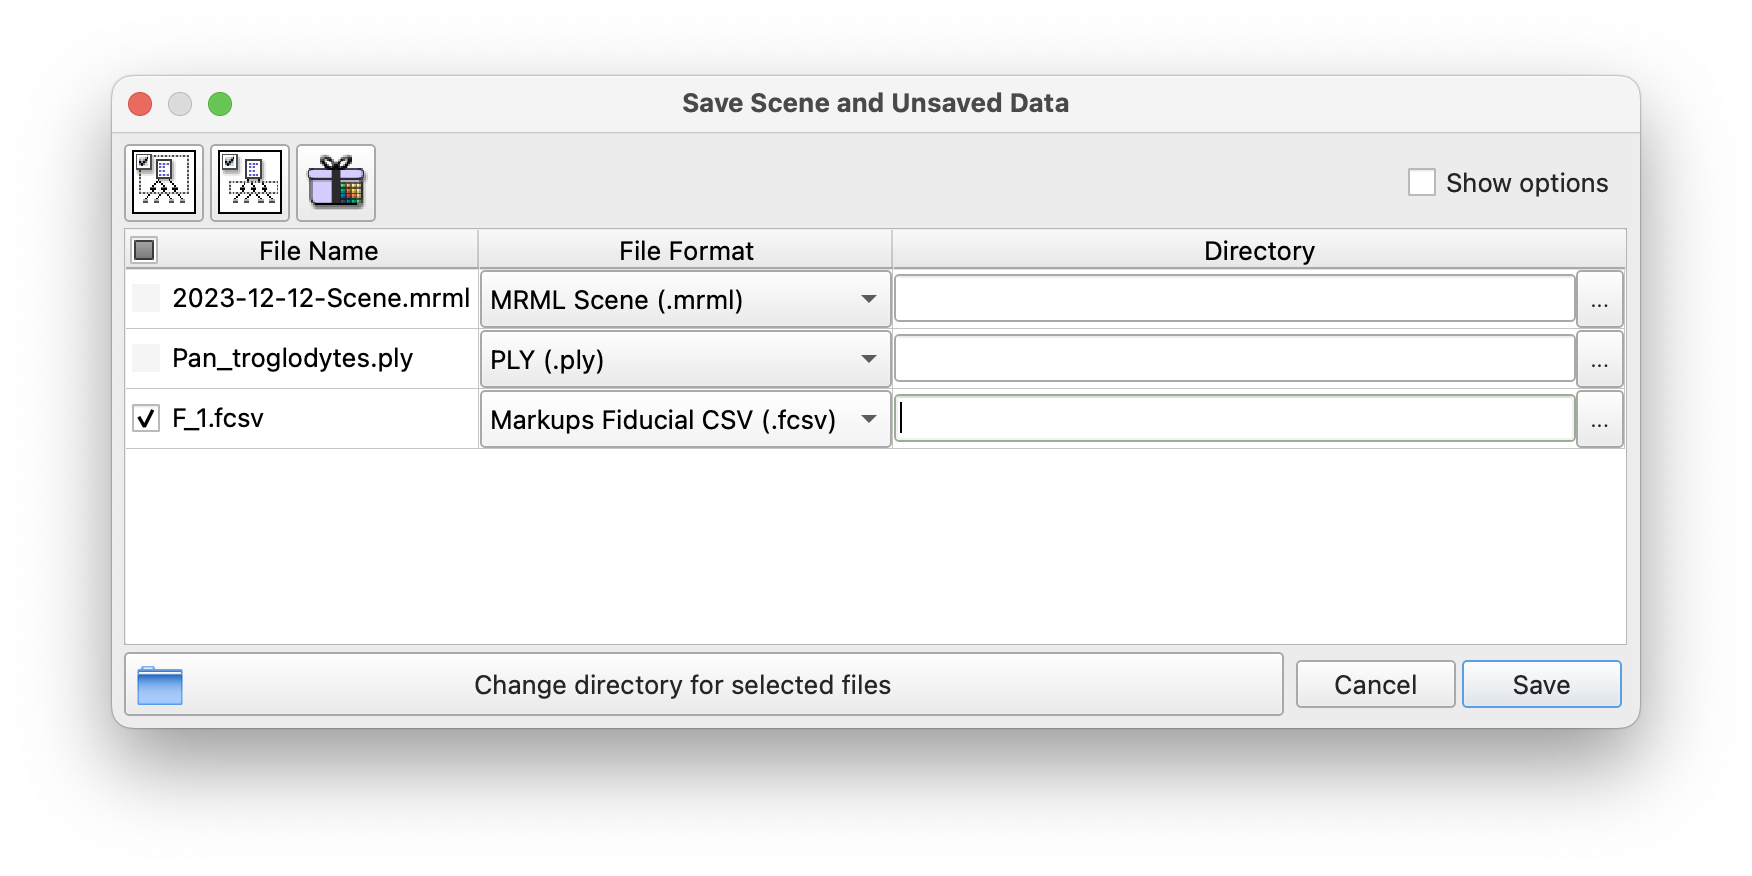 Save Scene and Unsaved Data
Show options
File Name File Format Directory
2023-12-12-Scene.mrml MRML Scene (.mrml) ...
Pan_troglodytes.ply PLY (.ply) ...
F_1.fcsv Markups Fiducial CSV (.fcsv) ...
Change directory for selected files Cancel Save